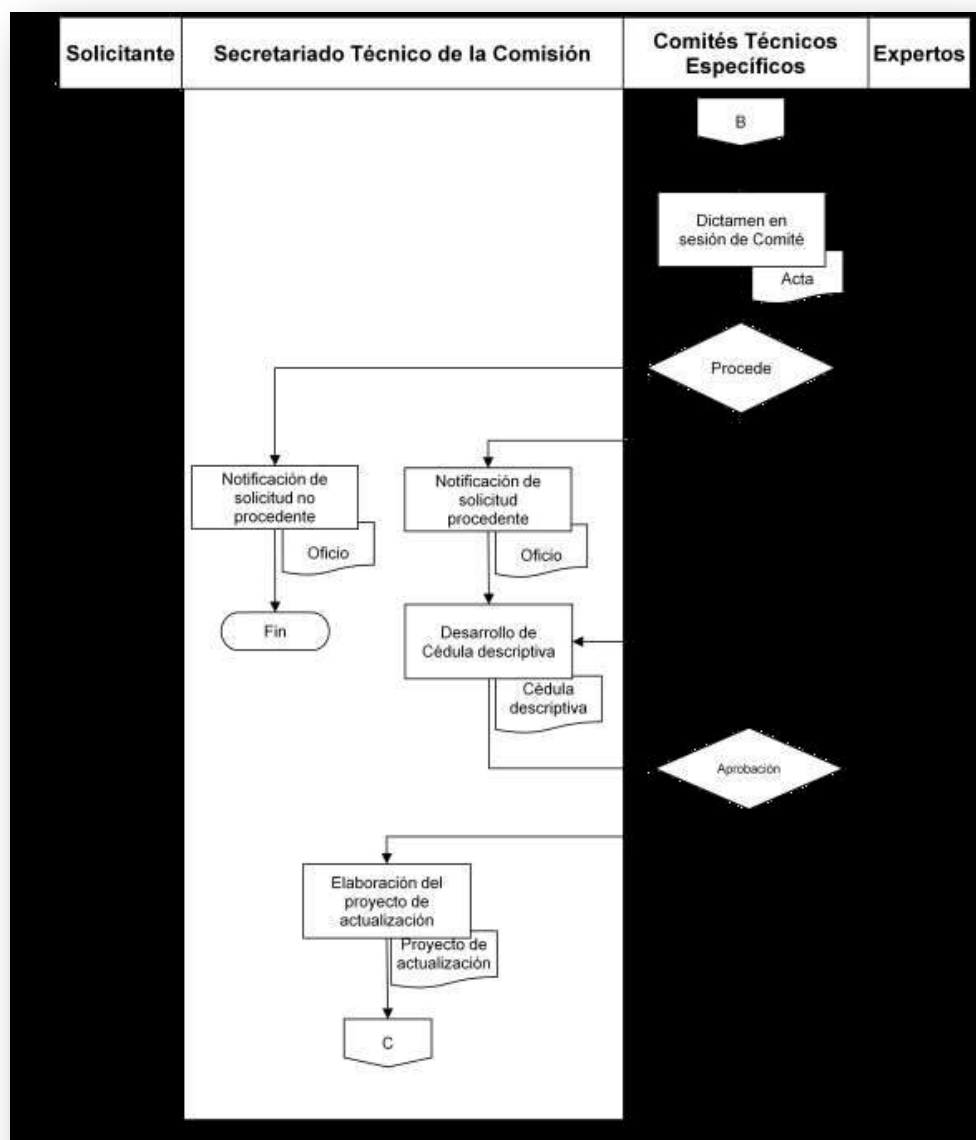 Solicitante
Secretariado Técnico de la Comisión
Comités Técnicos
Específicos
Expertos
B
Dictamen en
sesión de Comité
Acta
Procede
Notificación de
solicitud no
procedente
Oficio
Notificación de
solicitud
procedente
Oficio
Fin
Desarrollo de
Cédula descriptiva
Cédula
descriptiva
Aprobación
Elaboración del
proyecto de
actualización
Proyecto de
actualización
C